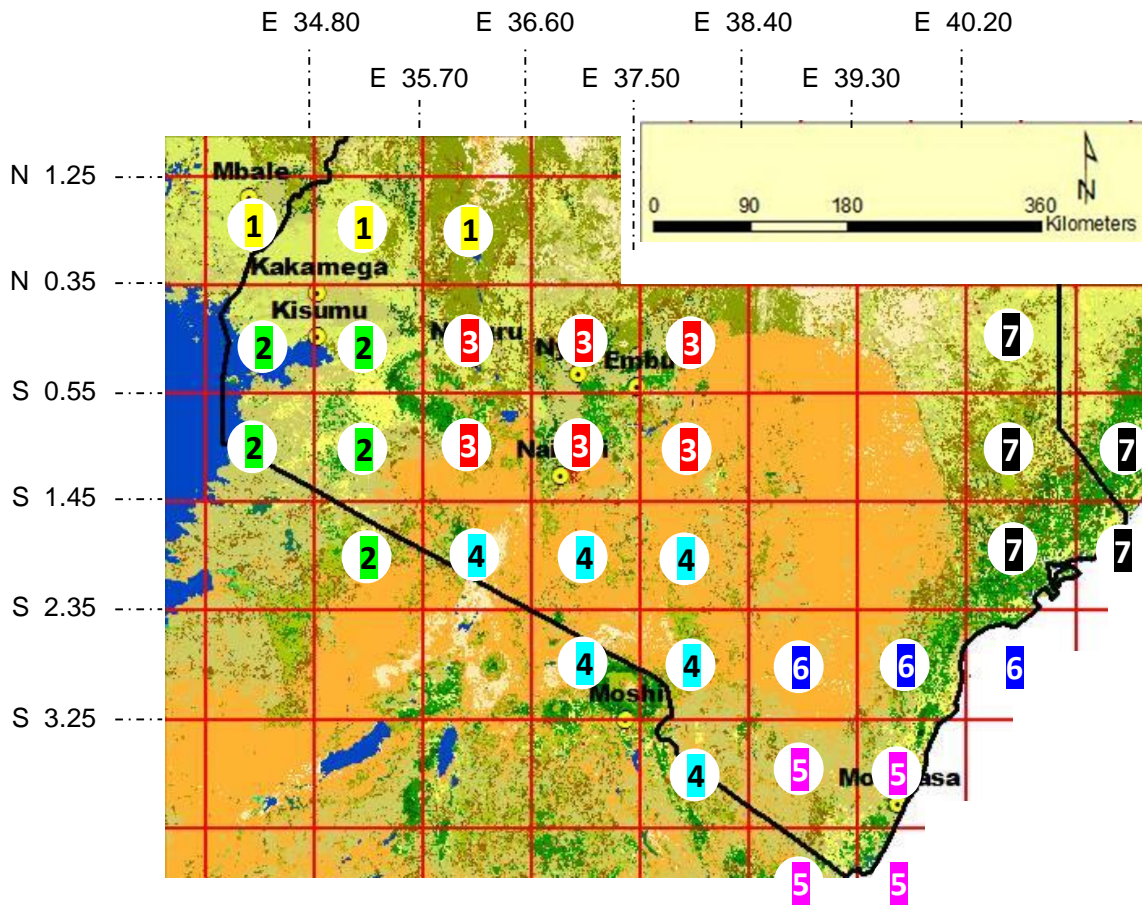 E 34.80 E 36.60 E 38.40 E 40.20
E 35.70 E 37.50 E 39.30
N 1.25
Mbale
N
0 90 180 360
Kilometers
1 1 1
Kakamega
N 0.35
Kisumu
2 2 3 3 3 7
Embu
S 0.55
2 2 3 3 3 7 7
S 1.45
2 4 4 4 7 7
S 2.35
4 4 6 6 6
Moshi
S 3.25
4 5 5
5 5